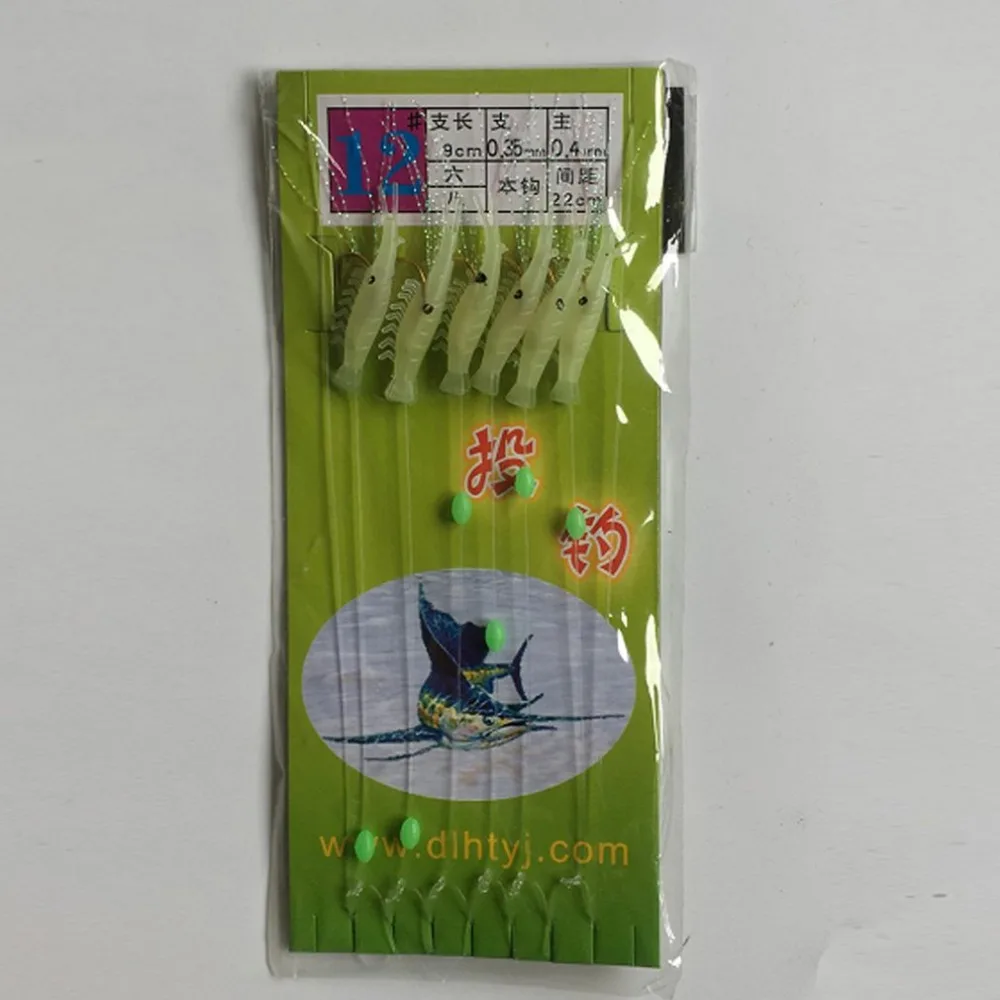 12# 支长 支 主
9cm 0.35mm 0.4mm
六 本钩 间距
22cm
投
钓
www.dlhtyj.com